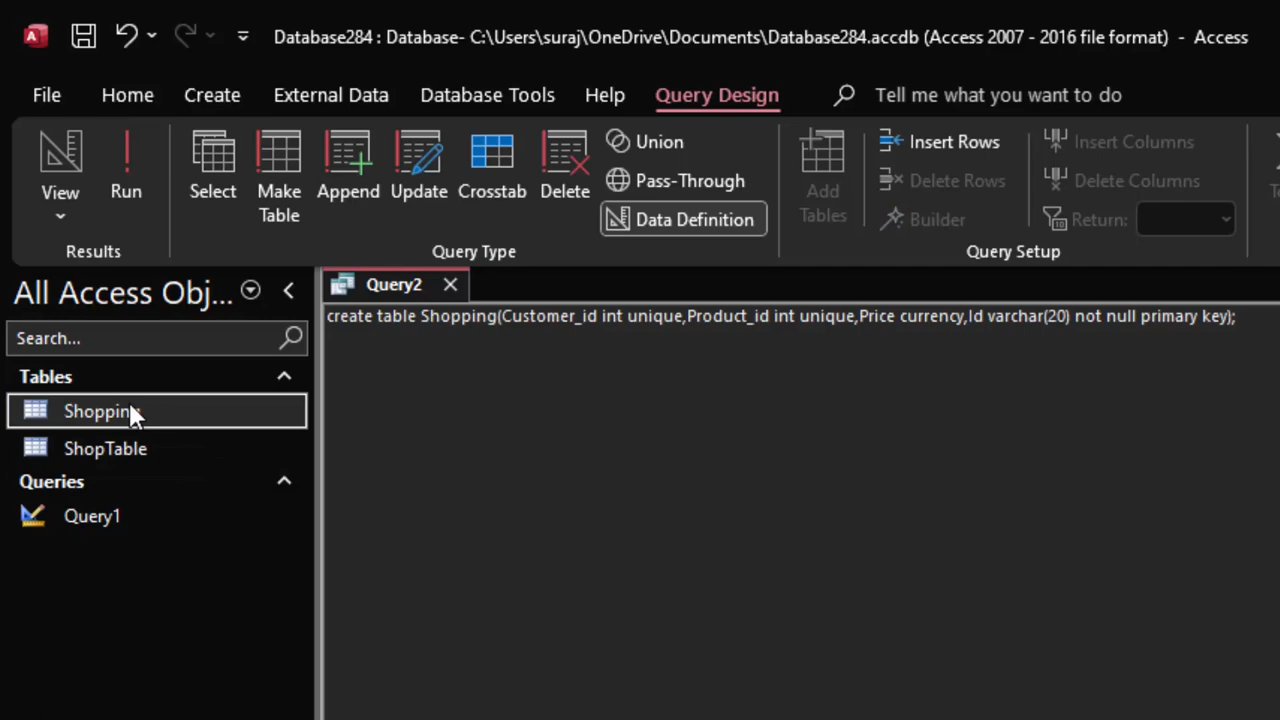 Database284 : Database- C:\Users\suraj\OneDrive\Documents\Database284.accdb (Access 2007 - 2016 file format) - Access
File Home Create External Data Database Tools Help Query Design Tell me what you want to do
View Run Select Make Table Append Update Crosstab Delete
Union
Pass-Through
Data Definition
Add Tables
Insert Rows
Delete Rows
Builder
Insert Columns
Delete Columns
Return:
Results Query Type Query Setup
All Access Obj...
Search...
Tables
Shopping
ShopTable
Queries
Query1
Query2
create table Shopping(Customer_id int unique,Product_id int unique,Price currency,Id varchar(20) not null primary key);